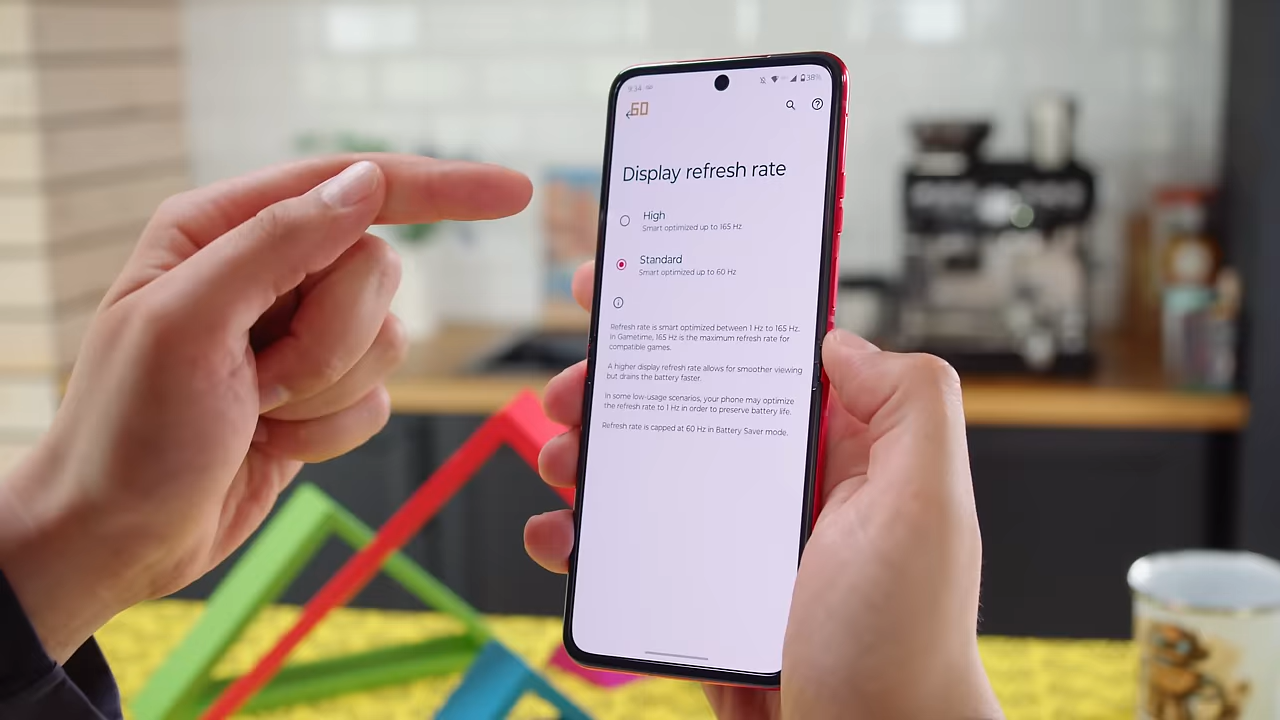 38%
60
Display refresh rate
High
Smart optimized up to 165 Hz
Standard
Smart optimized up to 60 Hz
Refresh rate is smart optimized between 1 Hz to 165 Hz.
In Gametime, 165 Hz is the maximum refresh rate for
compatible games.
A higher display refresh rate allows for smoother viewing
but drains the battery faster.
In some low-usage scenarios, your phone may optimize
the refresh rate to 1 Hz in order to preserve battery life.
Refresh rate is capped at 60 Hz in Battery Saver mode.